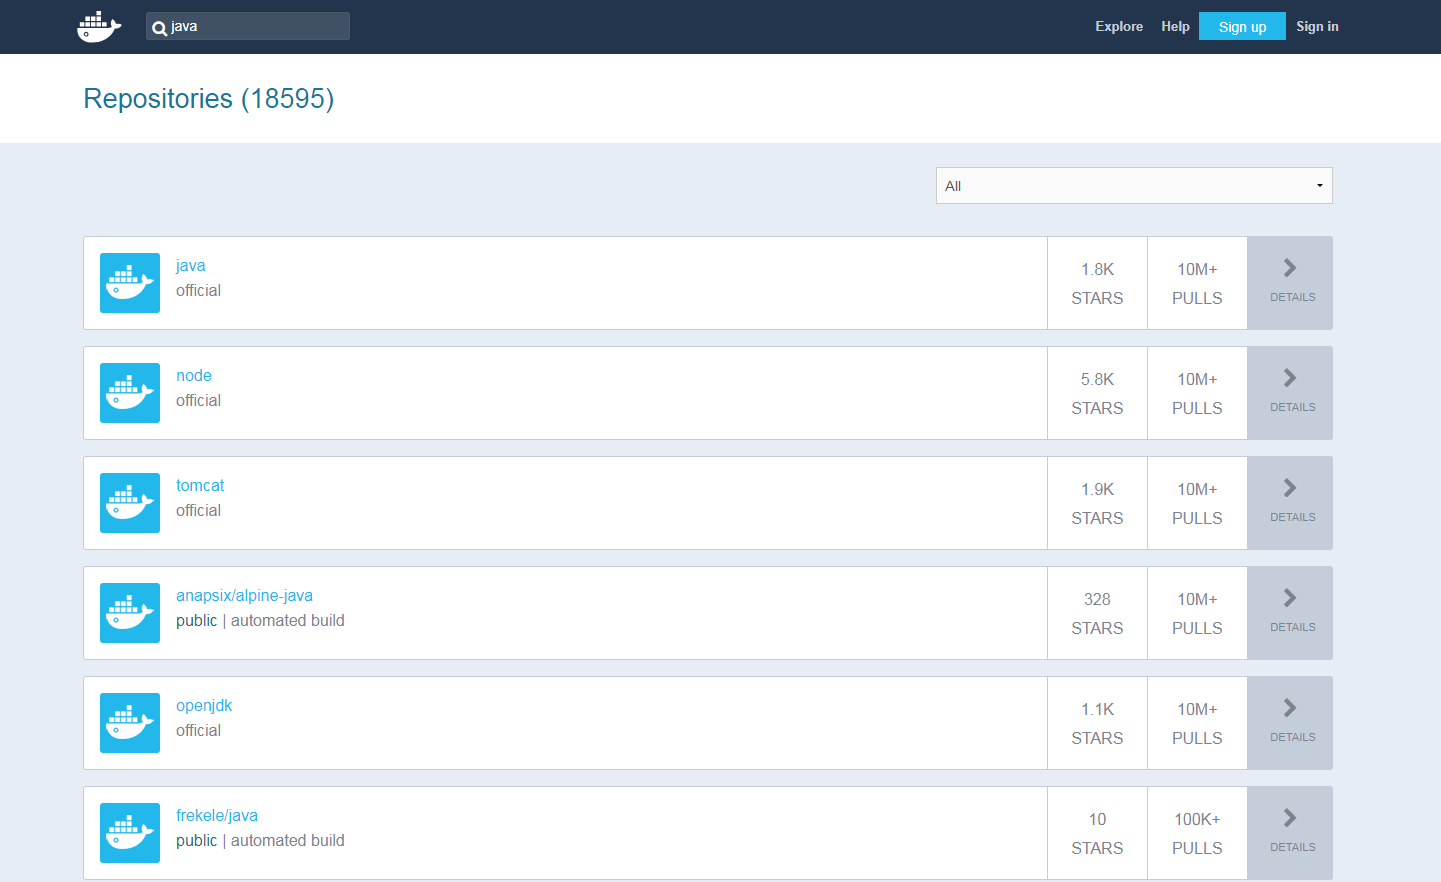 java
Explore Help Sign up Sign in
Repositories (18595)
All
java
official
1.8K
STARS
10M+
PULLS
DETAILS
node
official
5.8K
STARS
10M+
PULLS
DETAILS
tomcat
official
1.9K
STARS
10M+
PULLS
DETAILS
anapsix/alpine-java
public | automated build
328
STARS
10M+
PULLS
DETAILS
openjdk
official
1.1K
STARS
10M+
PULLS
DETAILS
frekele/java
public | automated build
10
STARS
100K+
PULLS
DETAILS